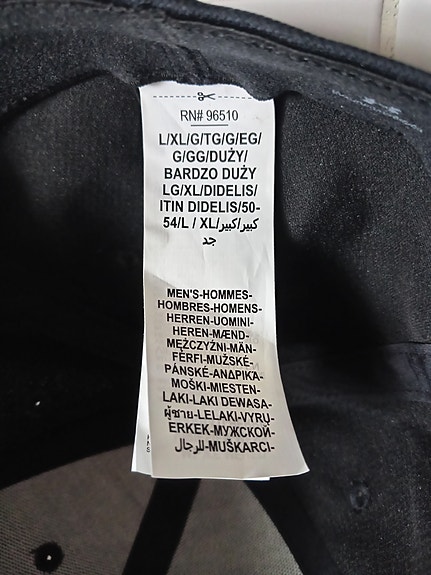 RN# 96510
L/XL/G/TG/G/EG/
G/GG/DUŻY/
BARDZO DUŻY
LG/XL/DIDELIS/
ITIN DIDELIS/50-
54/L / XL/كبير/كبير
جد
MEN'S-HOMMES-
HOMBRES-HOMENS-
HERREN-UOMINI-
HEREN-MÆND-
MĘŻCZYŹNI-MÄN-
FÉRFI-MUŽSKÉ-
PÁNSKÉ-ΑΝΔΡΙΚΆ-
MOŠKI-MIESTEN-
LAKI-LAKI DEWASA-
ผู้ชาย-LELAKI-VYRŲ-
ERKEK-МУЖСКОЙ-
للرجال-MUŠKARCI-